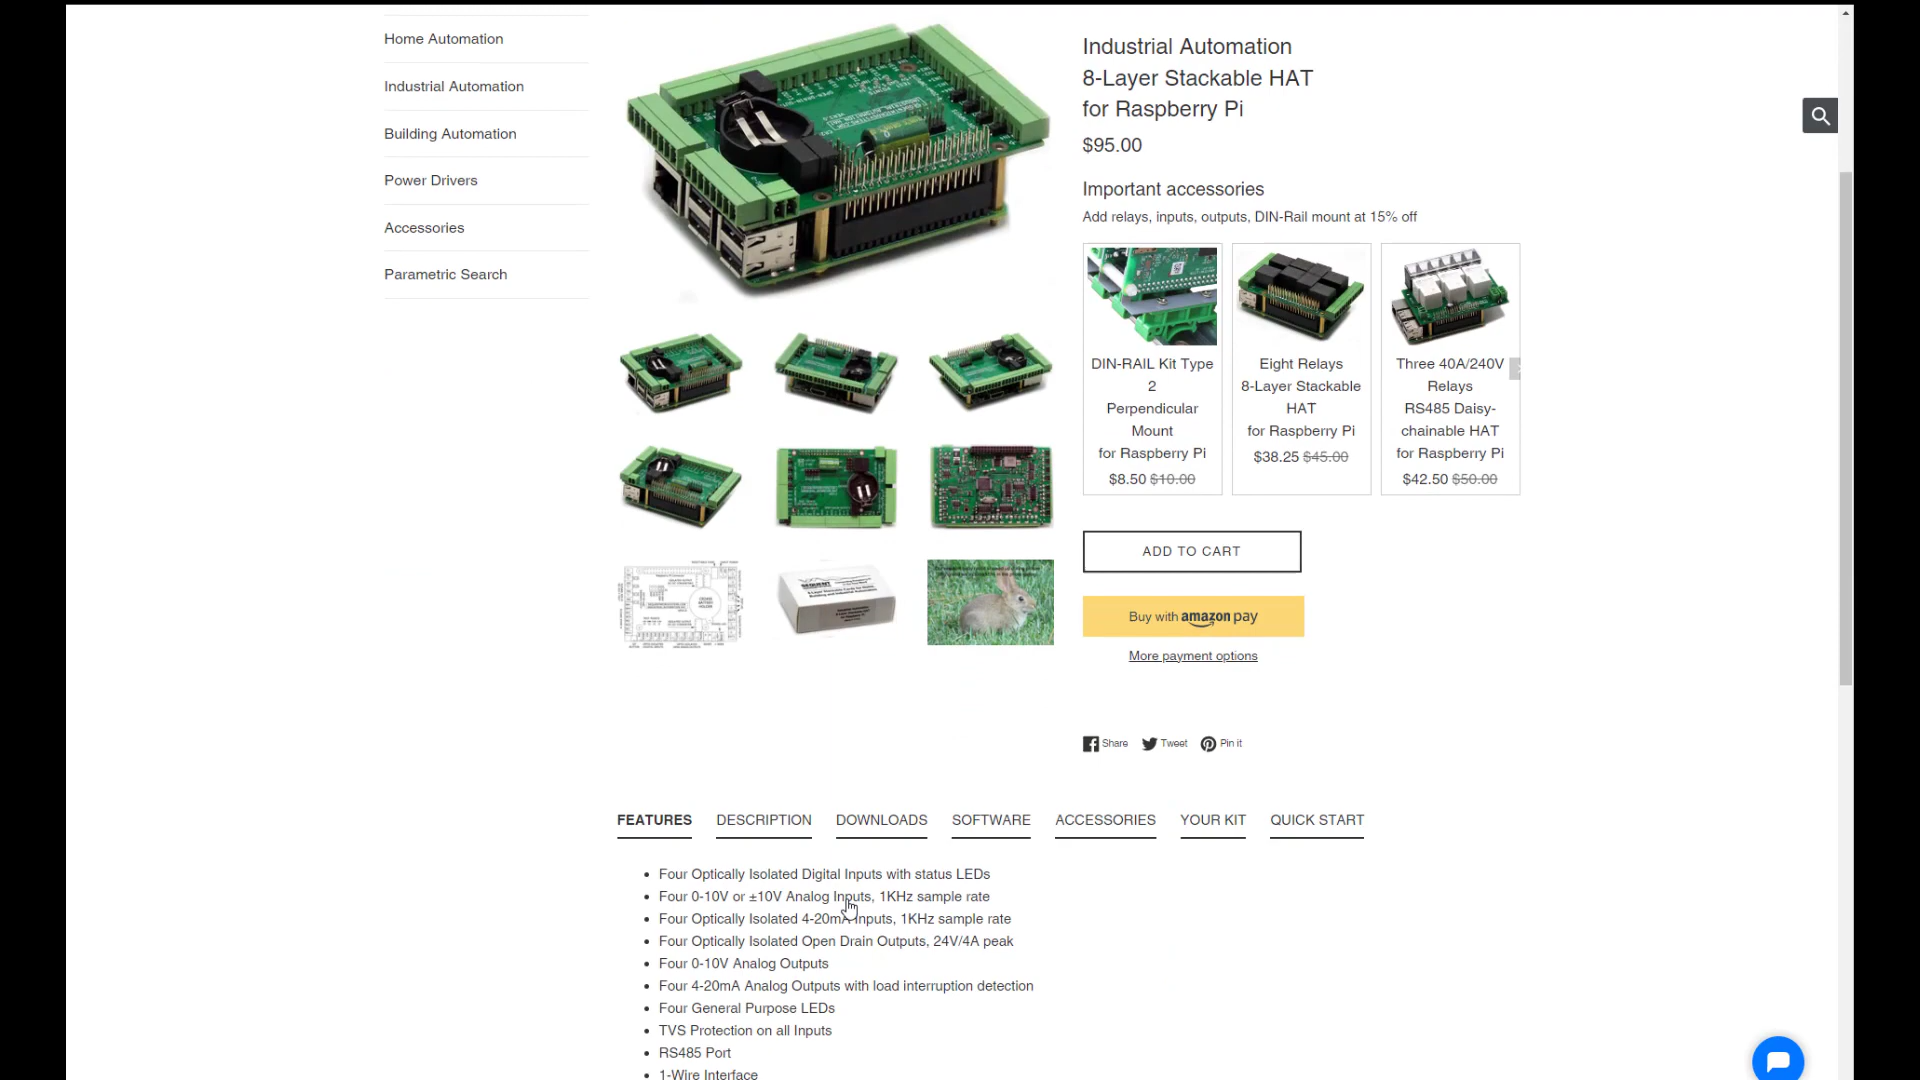 Home Automation
Industrial Automation
Building Automation
Power Drivers
Accessories
Parametric Search
Industrial Automation
8-Layer Stackable HAT
for Raspberry Pi
$95.00
Important accessories
Add relays, inputs, outputs, DIN-Rail mount at 15% off
DIN-RAIL Kit Type
2
Perpendicular
Mount
for Raspberry Pi
$8.50 $10.00
Eight Relays
8-Layer Stackable
HAT
for Raspberry Pi
$38.25 $45.00
Three 40A/240V
Relays
RS485 Daisy-
chainable HAT
for Raspberry Pi
$42.50 $50.00
ADD TO CART
Buy with amazon pay
More payment options
Share Tweet Pin it
FEATURES DESCRIPTION DOWNLOADS SOFTWARE ACCESSORIES YOUR KIT QUICK START
• Four Optically Isolated Digital Inputs with status LEDs
• Four 0-10V or ±10V Analog Inputs, 1KHz sample rate
• Four Optically Isolated 4-20mA Inputs, 1KHz sample rate
• Four Optically Isolated Open Drain Outputs, 24V/4A peak
• Four 0-10V Analog Outputs
• Four 4-20mA Analog Outputs with load interruption detection
• Four General Purpose LEDs
• TVS Protection on all Inputs
• RS485 Port
• 1-Wire Interface